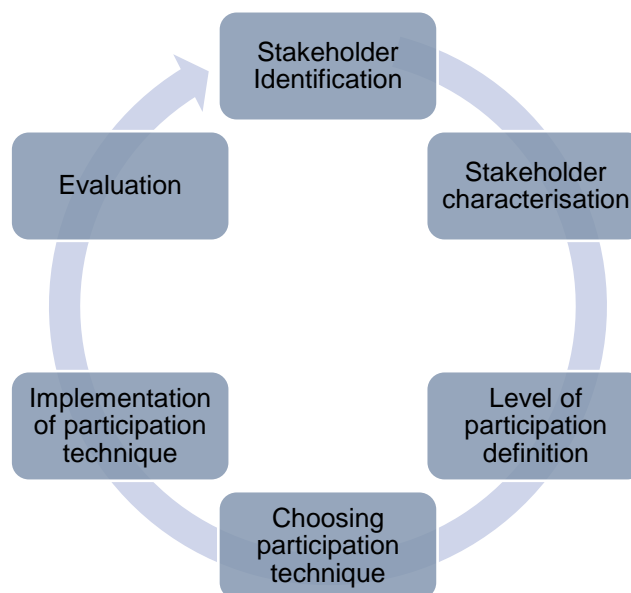 Stakeholder
Identification
Stakeholder
characterisation
Level of
participation
definition
Choosing
participation
technique
Implementation
of participation
technique
Evaluation